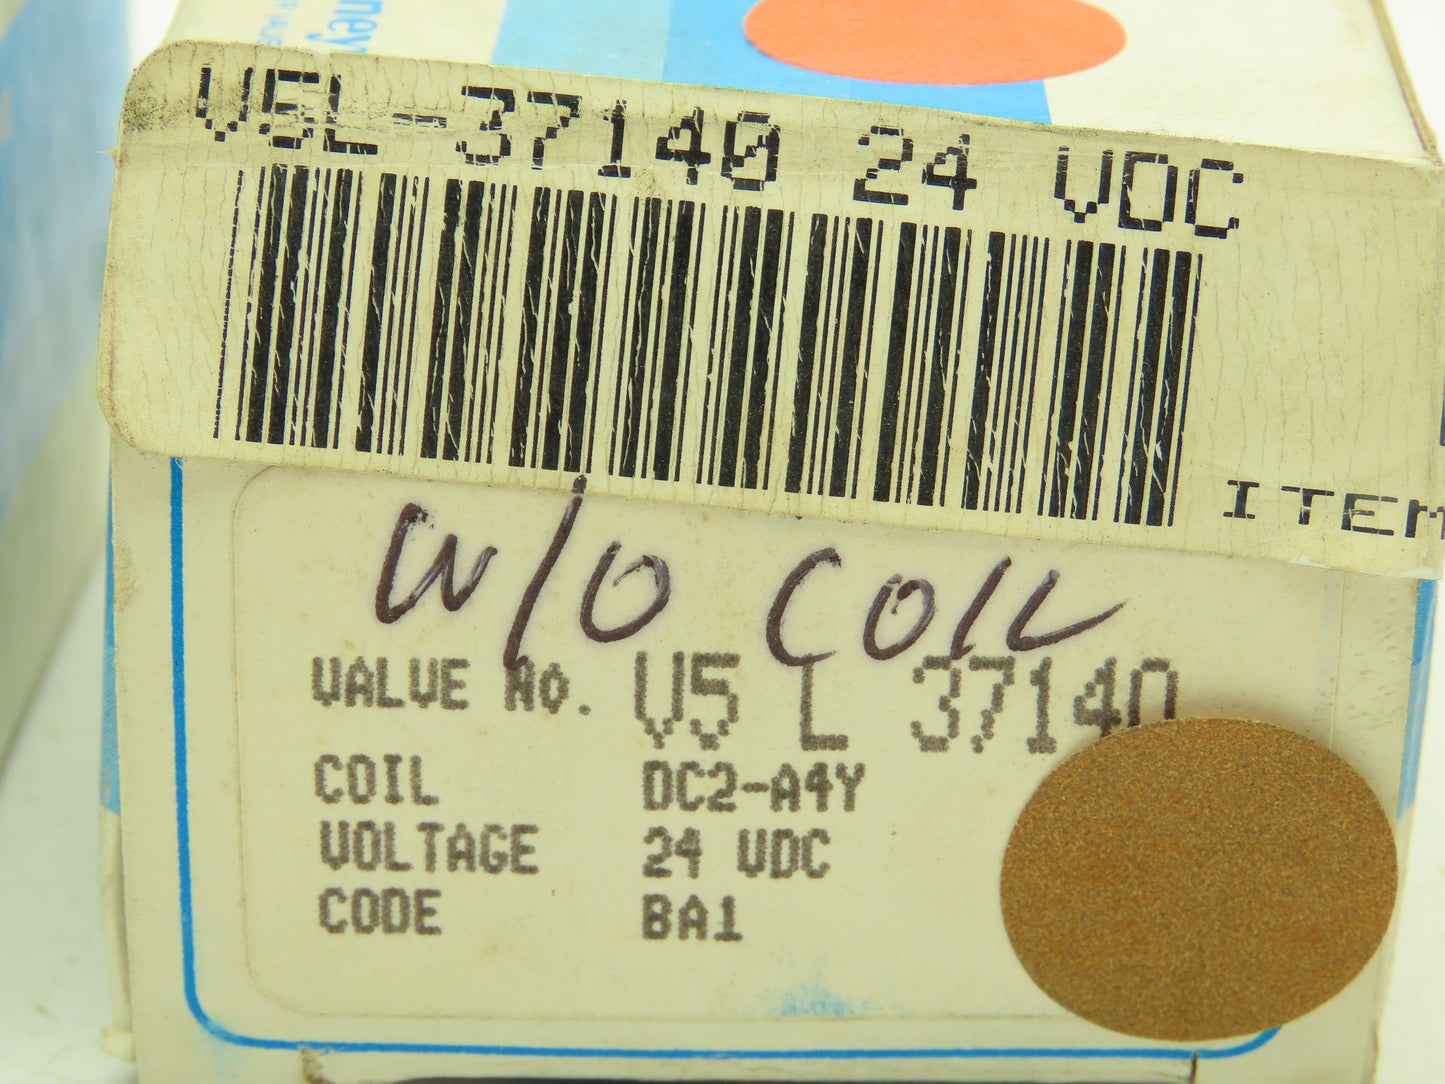 V5L-37140 24 VDC
ITEM
W/O COIL
VALVE NO. V5 L 37140
COIL DC2-A4Y
VOLTAGE 24 VDC
CODE BA1